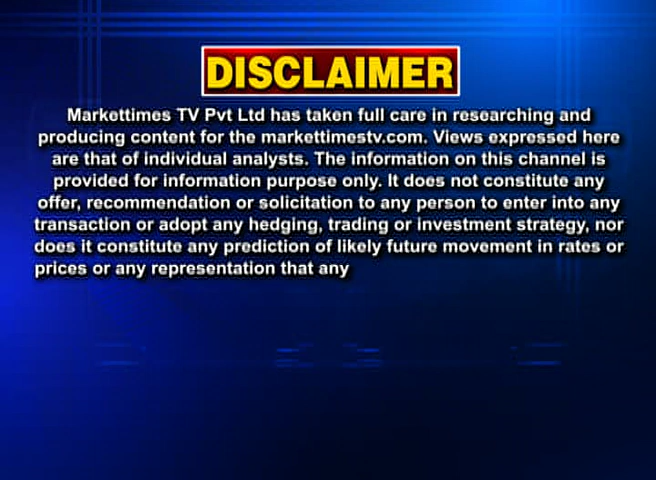 DISCLAIMER
Markettimes TV Pvt Ltd has taken full care in researching and
producing content for the markettimestv.com. Views expressed here
are that of individual analysts. The information on this channel is
provided for information purpose only. It does not constitute any
offer, recommendation or solicitation to any person to enter into any
transaction or adopt any hedging, trading or investment strategy, nor
does it constitute any prediction of likely future movement in rates or
prices or any representation that any